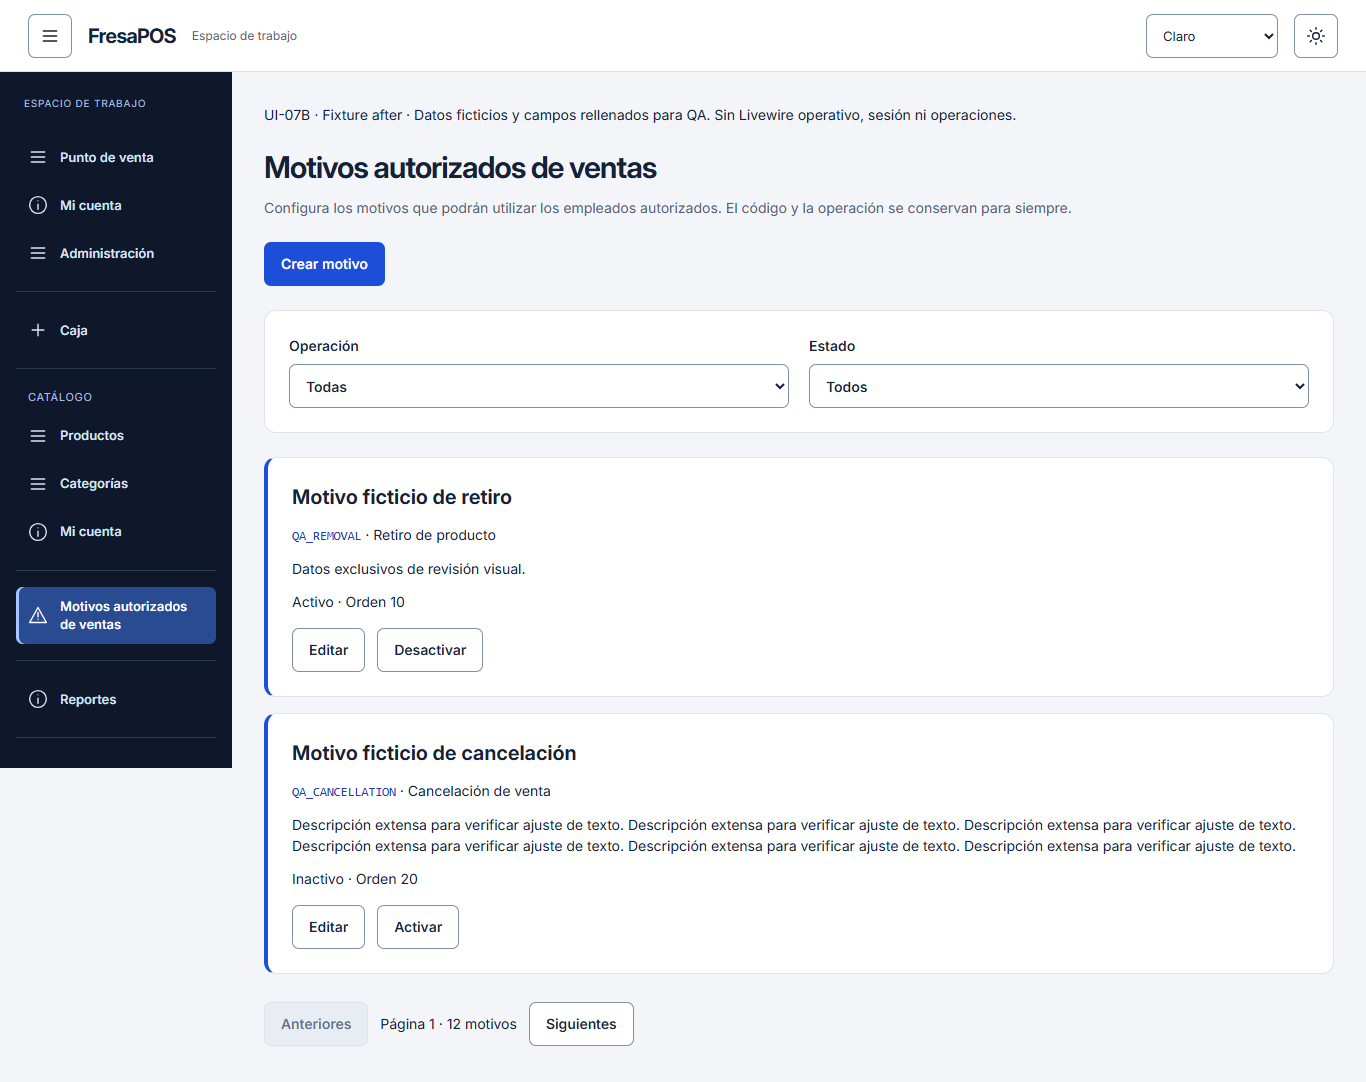 FresaPOS
Espacio de trabajo
Claro
ESPACIO DE TRABAJO
Punto de venta
Mi cuenta
Administración
Caja
CATÁLOGO
Productos
Categorías
Mi cuenta
Motivos autorizados
de ventas
Reportes
UI-07B · Fixture after · Datos ficticios y campos rellenados para QA. Sin Livewire operativo, sesión ni operaciones.
Motivos autorizados de ventas
Configura los motivos que podrán utilizar los empleados autorizados. El código y la operación se conservan para siempre.
Crear motivo
Operación
Todas
Estado
Todos
Motivo ficticio de retiro
QA_REMOVAL · Retiro de producto
Datos exclusivos de revisión visual.
Activo · Orden 10
Editar
Desactivar
Motivo ficticio de cancelación
QA_CANCELLATION · Cancelación de venta
Descripción extensa para verificar ajuste de texto. Descripción extensa para verificar ajuste de texto. Descripción extensa para verificar ajuste de texto.
Descripción extensa para verificar ajuste de texto. Descripción extensa para verificar ajuste de texto. Descripción extensa para verificar ajuste de texto.
Inactivo · Orden 20
Editar
Activar
Anteriores
Página 1 · 12 motivos
Siguientes